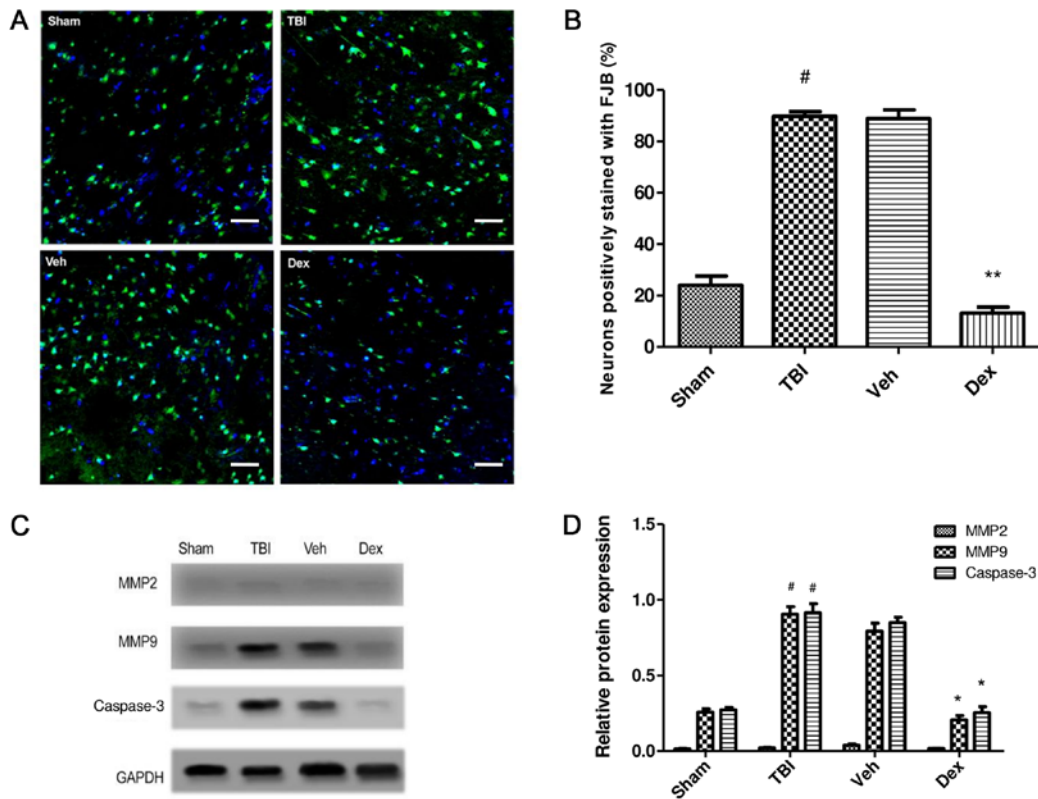 A
Sham
TBI
Veh
Dex
B
Neurons positively stained with FJB (%)
100
80
60
40
20
0
#
**
Sham
TBI
Veh
Dex
C
Sham TBI Veh Dex
MMP2
MMP9
Caspase-3
GAPDH
D
Relative protein expression
1.5
1.0
0.5
0.0
MMP2
MMP9
Caspase-3
# #
* *
Sham
TBI
Veh
Dex